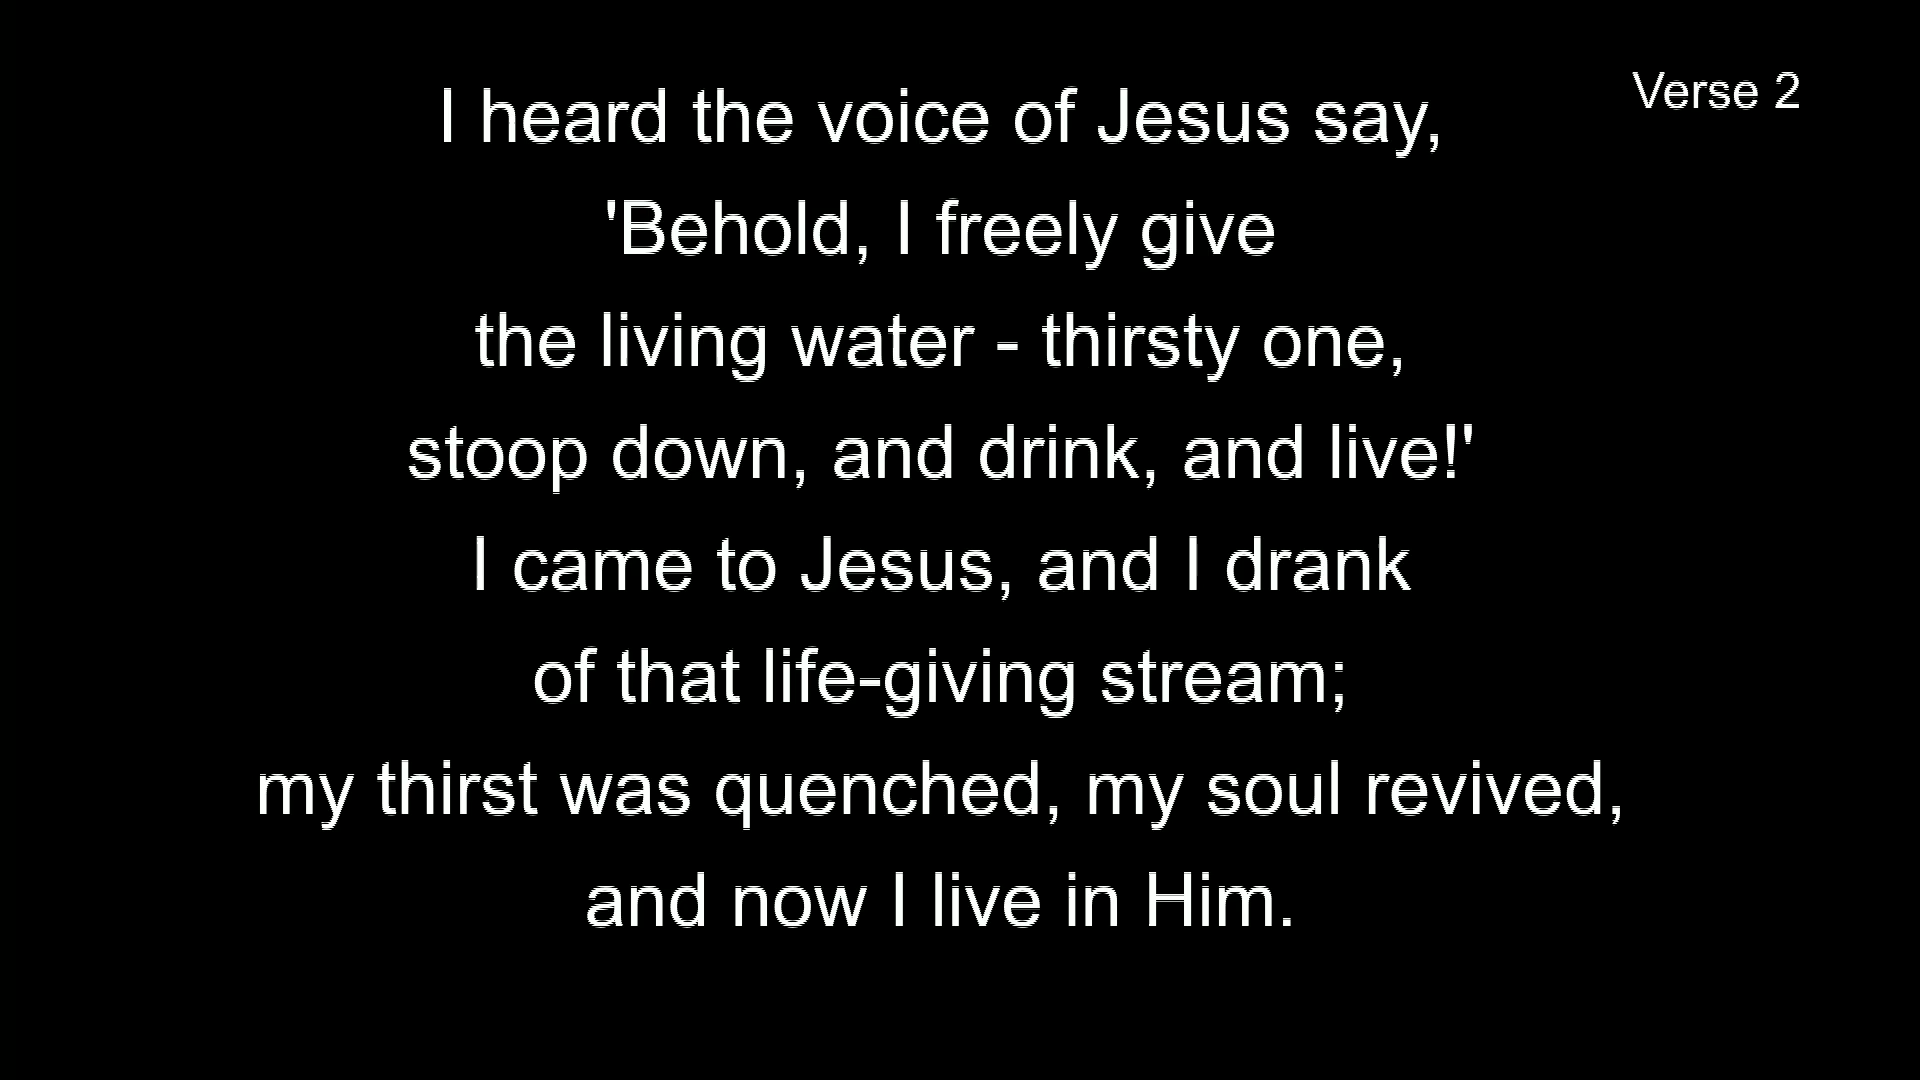 Verse 2
I heard the voice of Jesus say,
'Behold, I freely give
the living water - thirsty one,
stoop down, and drink, and live!'
I came to Jesus, and I drank
of that life-giving stream;
my thirst was quenched, my soul revived,
and now I live in Him.